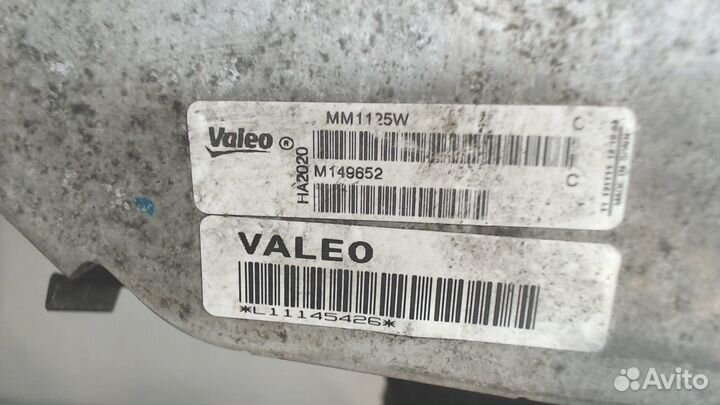 MM1125W C
Valeo ®
HA2020
M149652 C
VALEO
*L11145426*
Avito